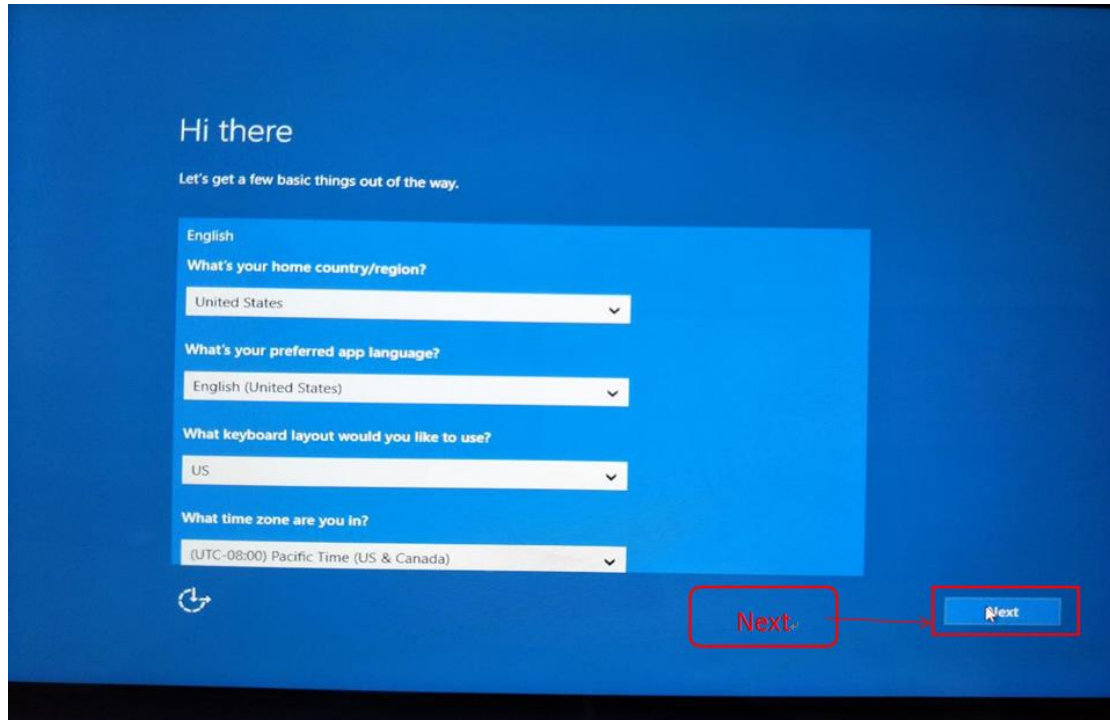 Hi there
Let's get a few basic things out of the way.
English
What's your home country/region?
United States
What's your preferred app language?
English (United States)
What keyboard layout would you like to use?
US
What time zone are you in?
(UTC-08:00) Pacific Time (US & Canada)
Next
Next